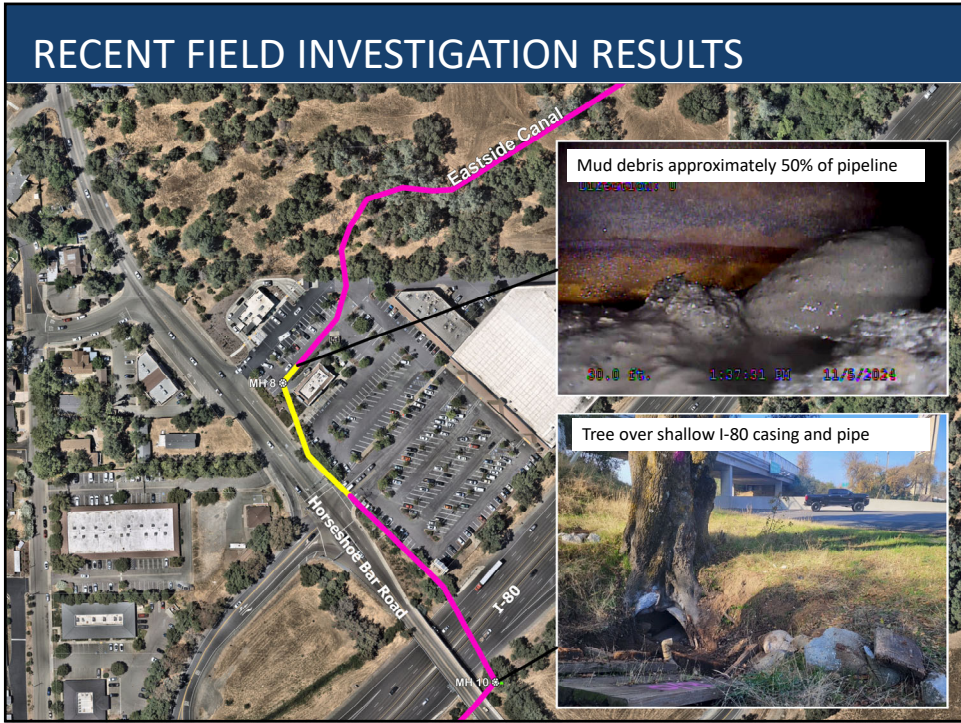 RECENT FIELD INVESTIGATION RESULTS
Eastside Canal
Mud debris approximately 50% of pipeline
30.0 ft.
1:37:31 PM
11/5/2024
MH 8
Tree over shallow I-80 casing and pipe
Horseshoe Bar Road
I-80
MH 10